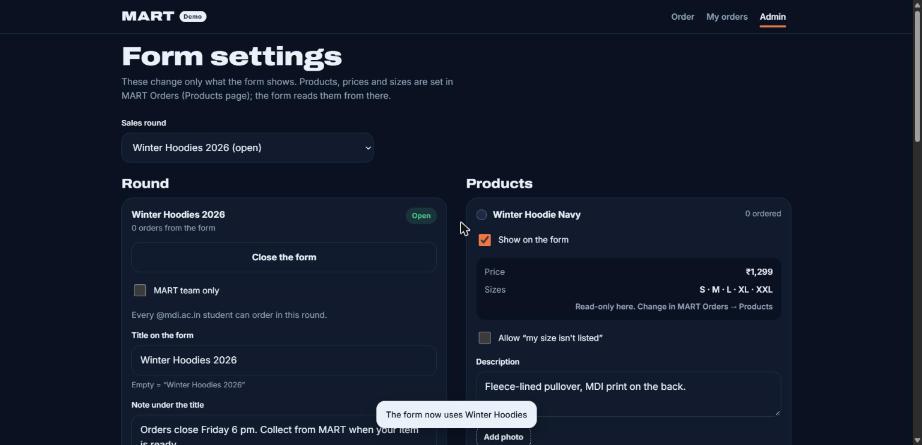 MART Demo
Order
My orders
Admin
Form settings
These change only what the form shows. Products, prices and sizes are set in
MART Orders (Products page); the form reads them from there.
Sales round
Winter Hoodies 2026 (open)
Round
Winter Hoodies 2026
Open
0 orders from the form
Close the form
MART team only
Every @mdi.ac.in student can order in this round.
Title on the form
Winter Hoodies 2026
Empty = “Winter Hoodies 2026”
Note under the title
Orders close Friday 6 pm. Collect from MART when your item
is ready.
Products
Winter Hoodie Navy
0 ordered
Show on the form
Price
₹1,299
Sizes
S · M · L · XL · XXL
Read-only here. Change in MART Orders → Products
Allow “my size isn't listed”
Description
Fleece-lined pullover, MDI print on the back.
Add photo
The form now uses Winter Hoodies